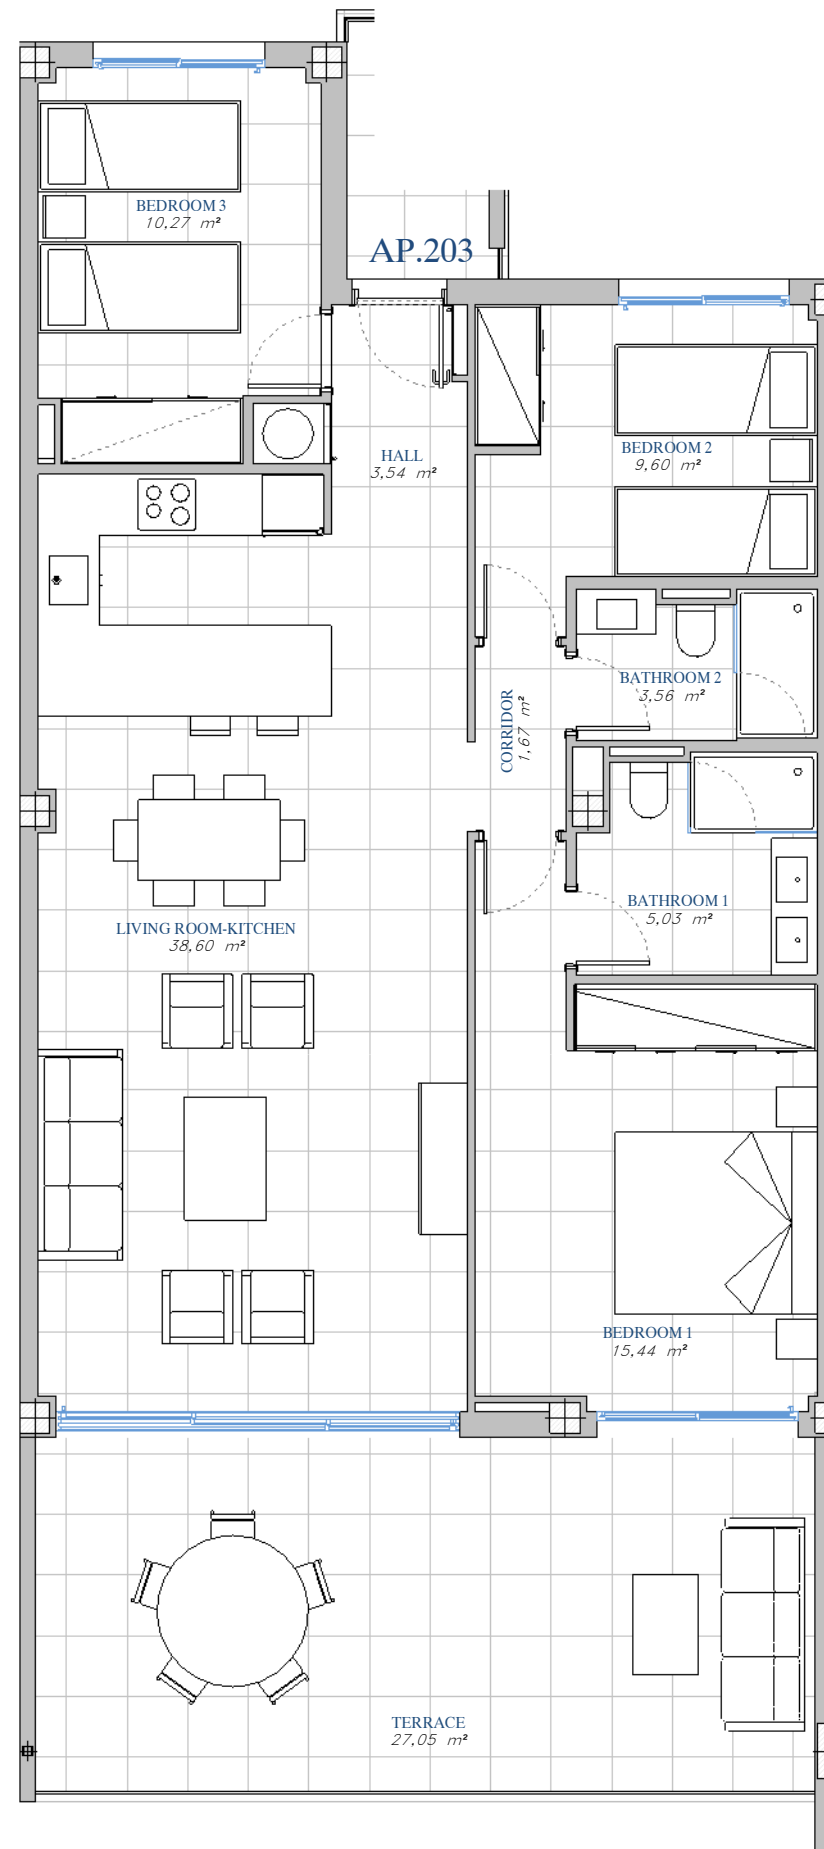 BEDROOM 3
10,27 m²
AP.203
HALL
3,54 m²
BEDROOM 2
9,60 m²
BATHROOM 2
3,56 m²
CORRIDOR
1,67 m²
BATHROOM 1
5,03 m²
LIVING ROOM-KITCHEN
38,60 m²
BEDROOM 1
15,44 m²
TERRACE
27,05 m²